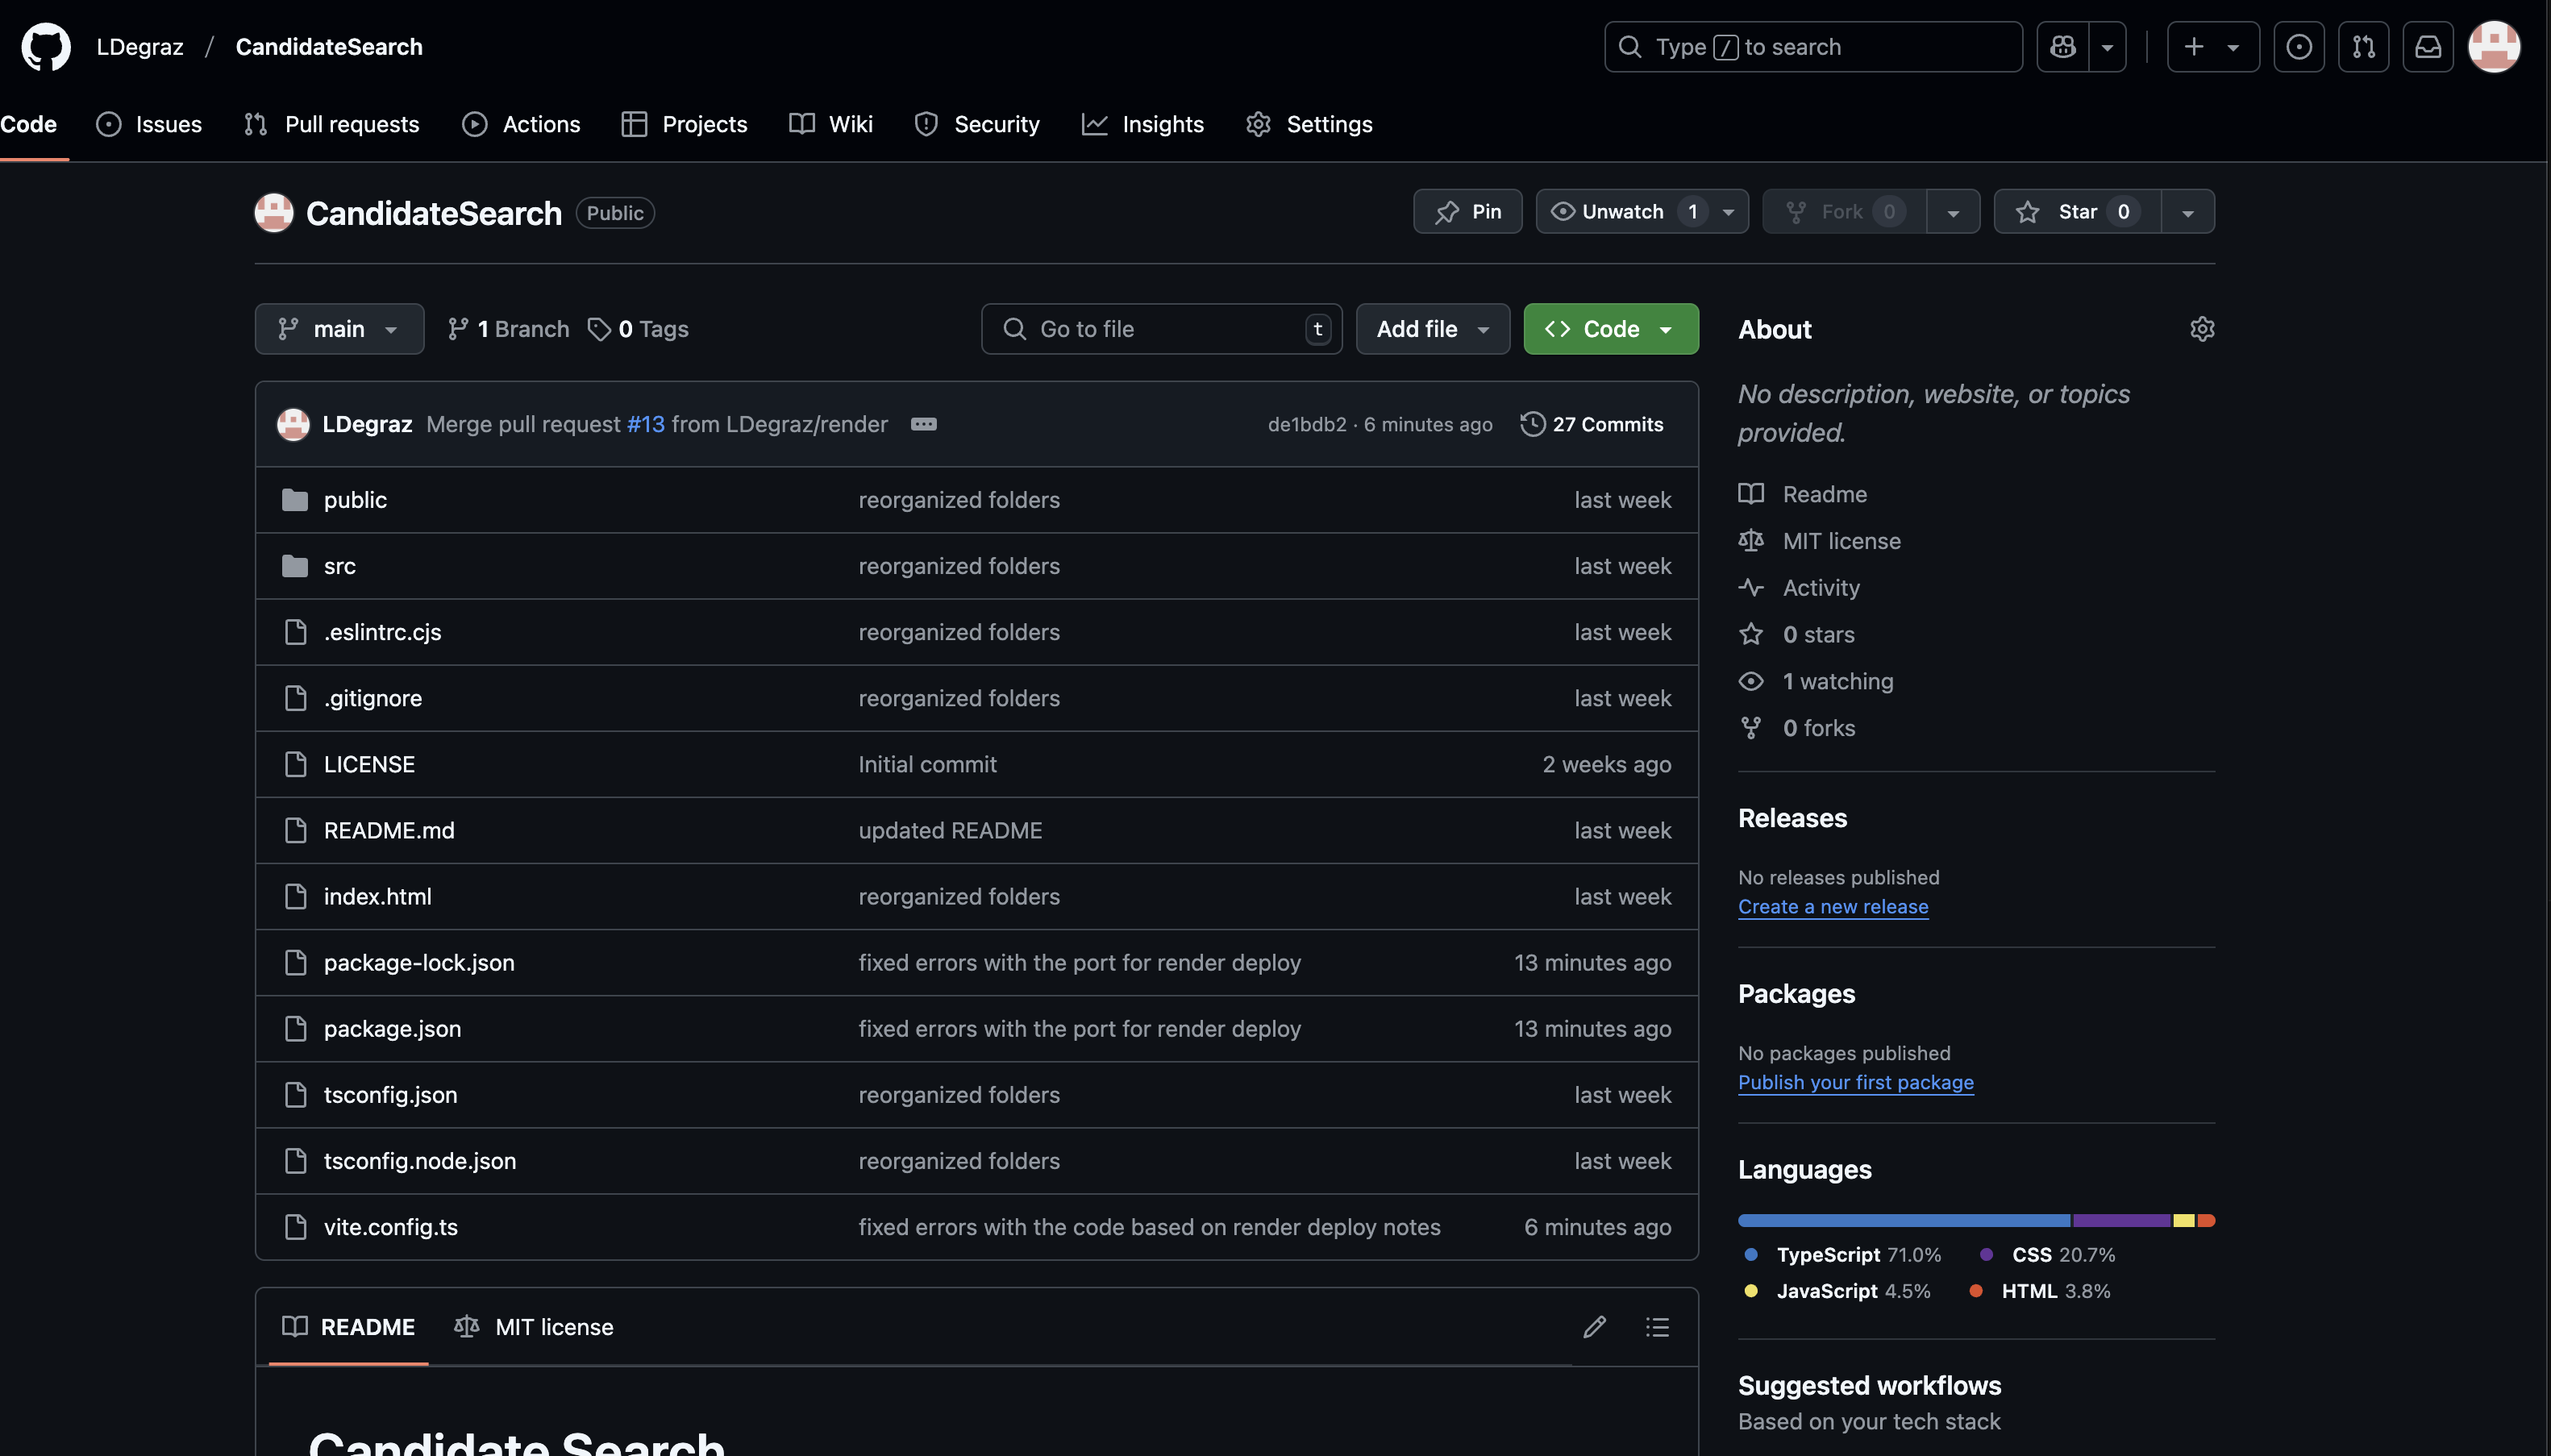 LDegraz / CandidateSearch
Type / to search
Code Issues Pull requests Actions Projects Wiki Security Insights Settings
CandidateSearch Public
Pin Unwatch 1 Fork 0 Star 0
main 1 Branch 0 Tags Go to file t Add file Code
LDegraz Merge pull request #13 from LDegraz/render de1bdb2 · 6 minutes ago 27 Commits
public reorganized folders last week
src reorganized folders last week
.eslintrc.cjs reorganized folders last week
.gitignore reorganized folders last week
LICENSE Initial commit 2 weeks ago
README.md updated README last week
index.html reorganized folders last week
package-lock.json fixed errors with the port for render deploy 13 minutes ago
package.json fixed errors with the port for render deploy 13 minutes ago
tsconfig.json reorganized folders last week
tsconfig.node.json reorganized folders last week
vite.config.ts fixed errors with the code based on render deploy notes 6 minutes ago
README MIT license
Candidate Search
About
No description, website, or topics
provided.
Readme
MIT license
Activity
0 stars
1 watching
0 forks
Releases
No releases published
Create a new release
Packages
No packages published
Publish your first package
Languages
TypeScript 71.0% CSS 20.7%
JavaScript 4.5% HTML 3.8%
Suggested workflows
Based on your tech stack